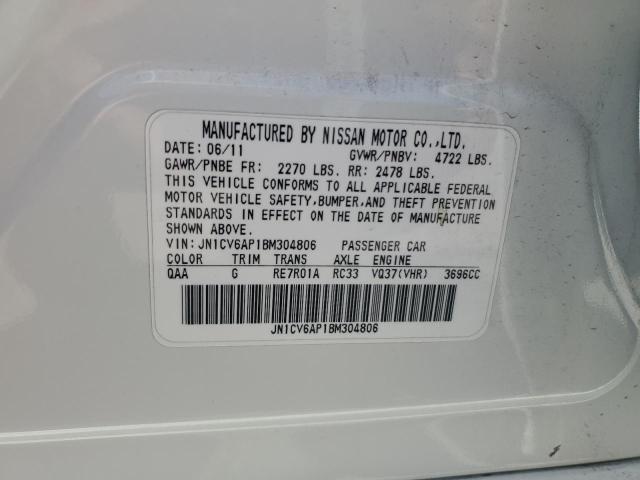 MANUFACTURED BY NISSAN MOTOR CO.,LTD.
DATE: 06/11 GVWR/PNBV: 4722 LBS.
GAWR/PNBE FR: 2270 LBS. RR: 2478 LBS.
THIS VEHICLE CONFORMS TO ALL APPLICABLE FEDERAL
MOTOR VEHICLE SAFETY,BUMPER,AND THEFT PREVENTION
STANDARDS IN EFFECT ON THE DATE OF MANUFACTURE
SHOWN ABOVE.
VIN: JN1CV6AP1BM304806 PASSENGER CAR
COLOR TRIM TRANS AXLE ENGINE
QAA G RE7R01A RC33 VQ37(VHR) 3696CC
JN1CV6AP1BM304806